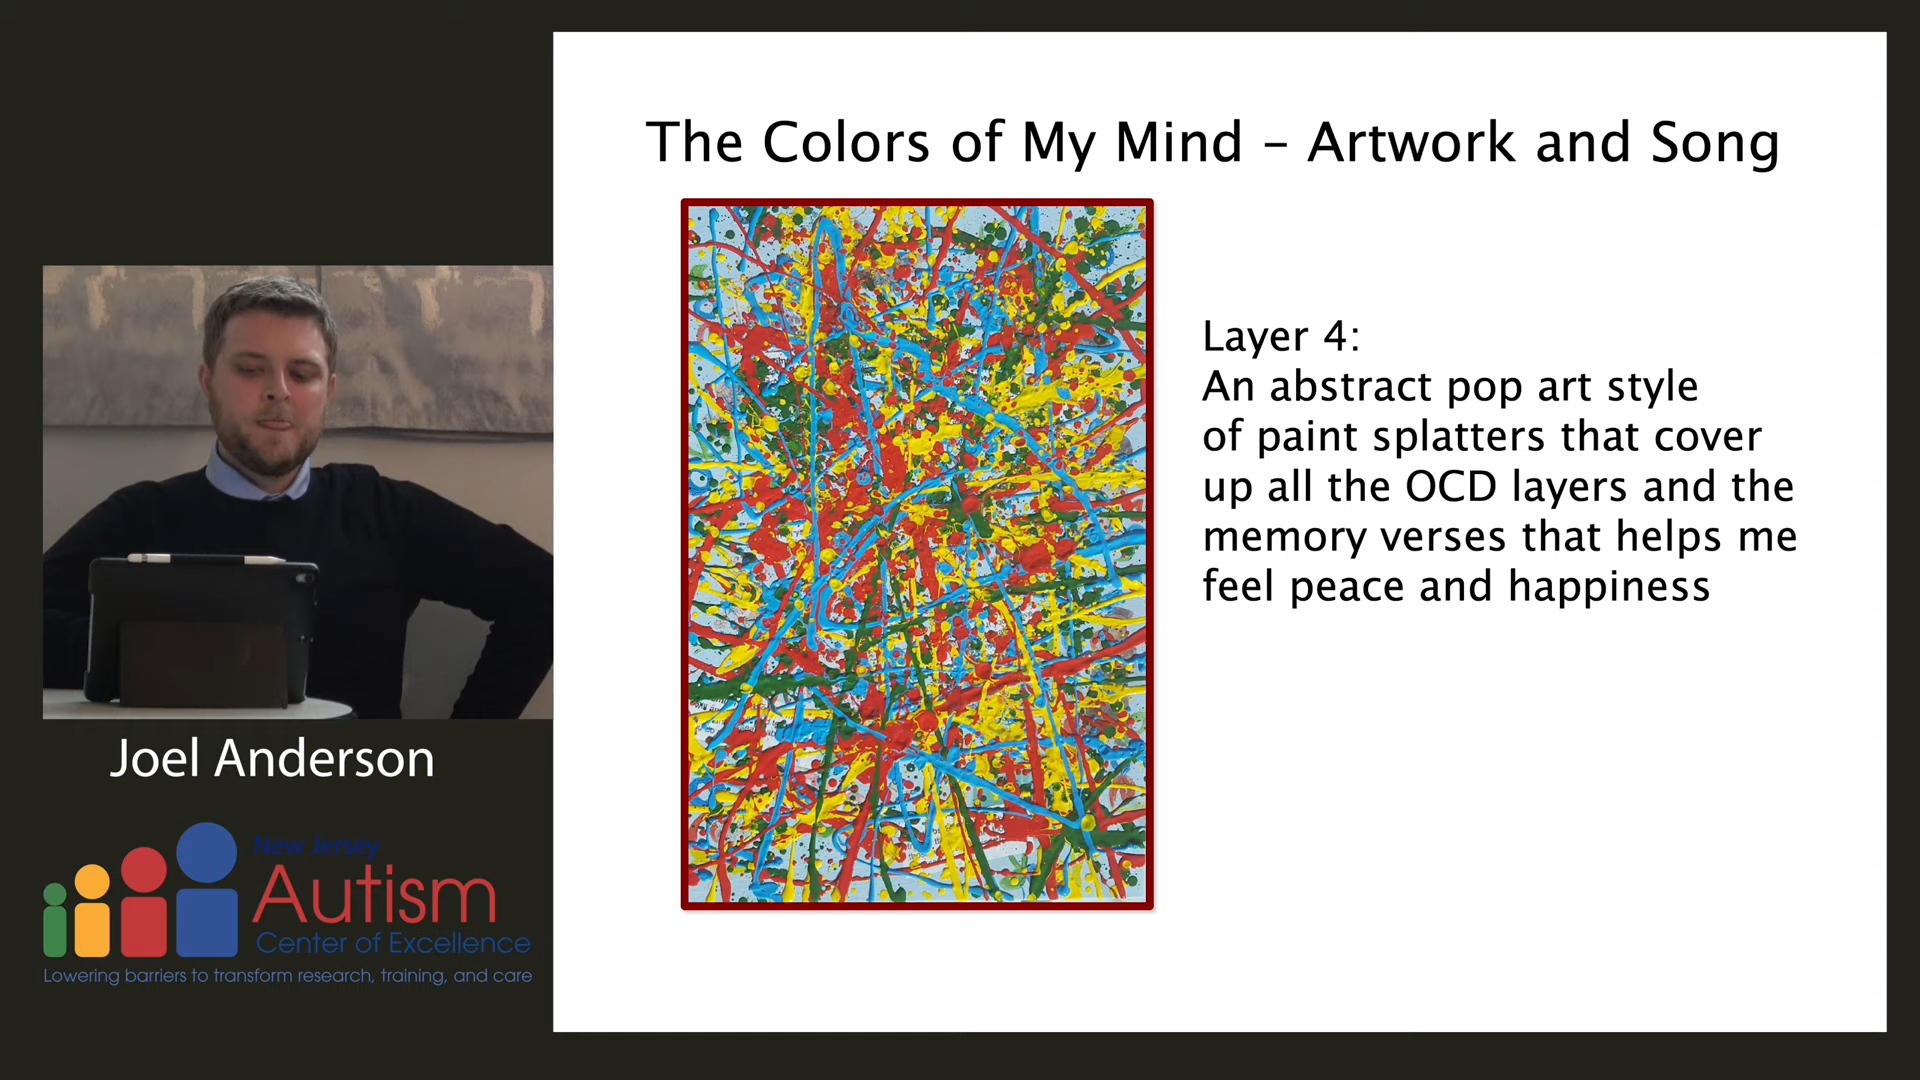 The Colors of My Mind – Artwork and Song
Layer 4:
An abstract pop art style
of paint splatters that cover
up all the OCD layers and the
memory verses that helps me
feel peace and happiness
Joel Anderson
New Jersey
Autism
Center of Excellence
Lowering barriers to transform research, training, and care